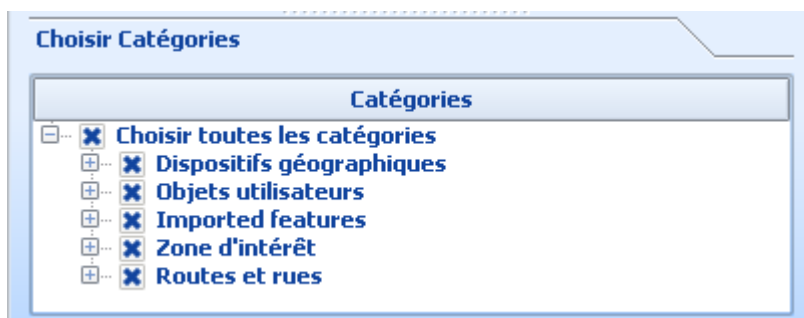 Choisir Catégories
Catégories
Choisir toutes les catégories
Dispositifs géographiques
Objets utilisateurs
Imported features
Zone d'intérêt
Routes et rues